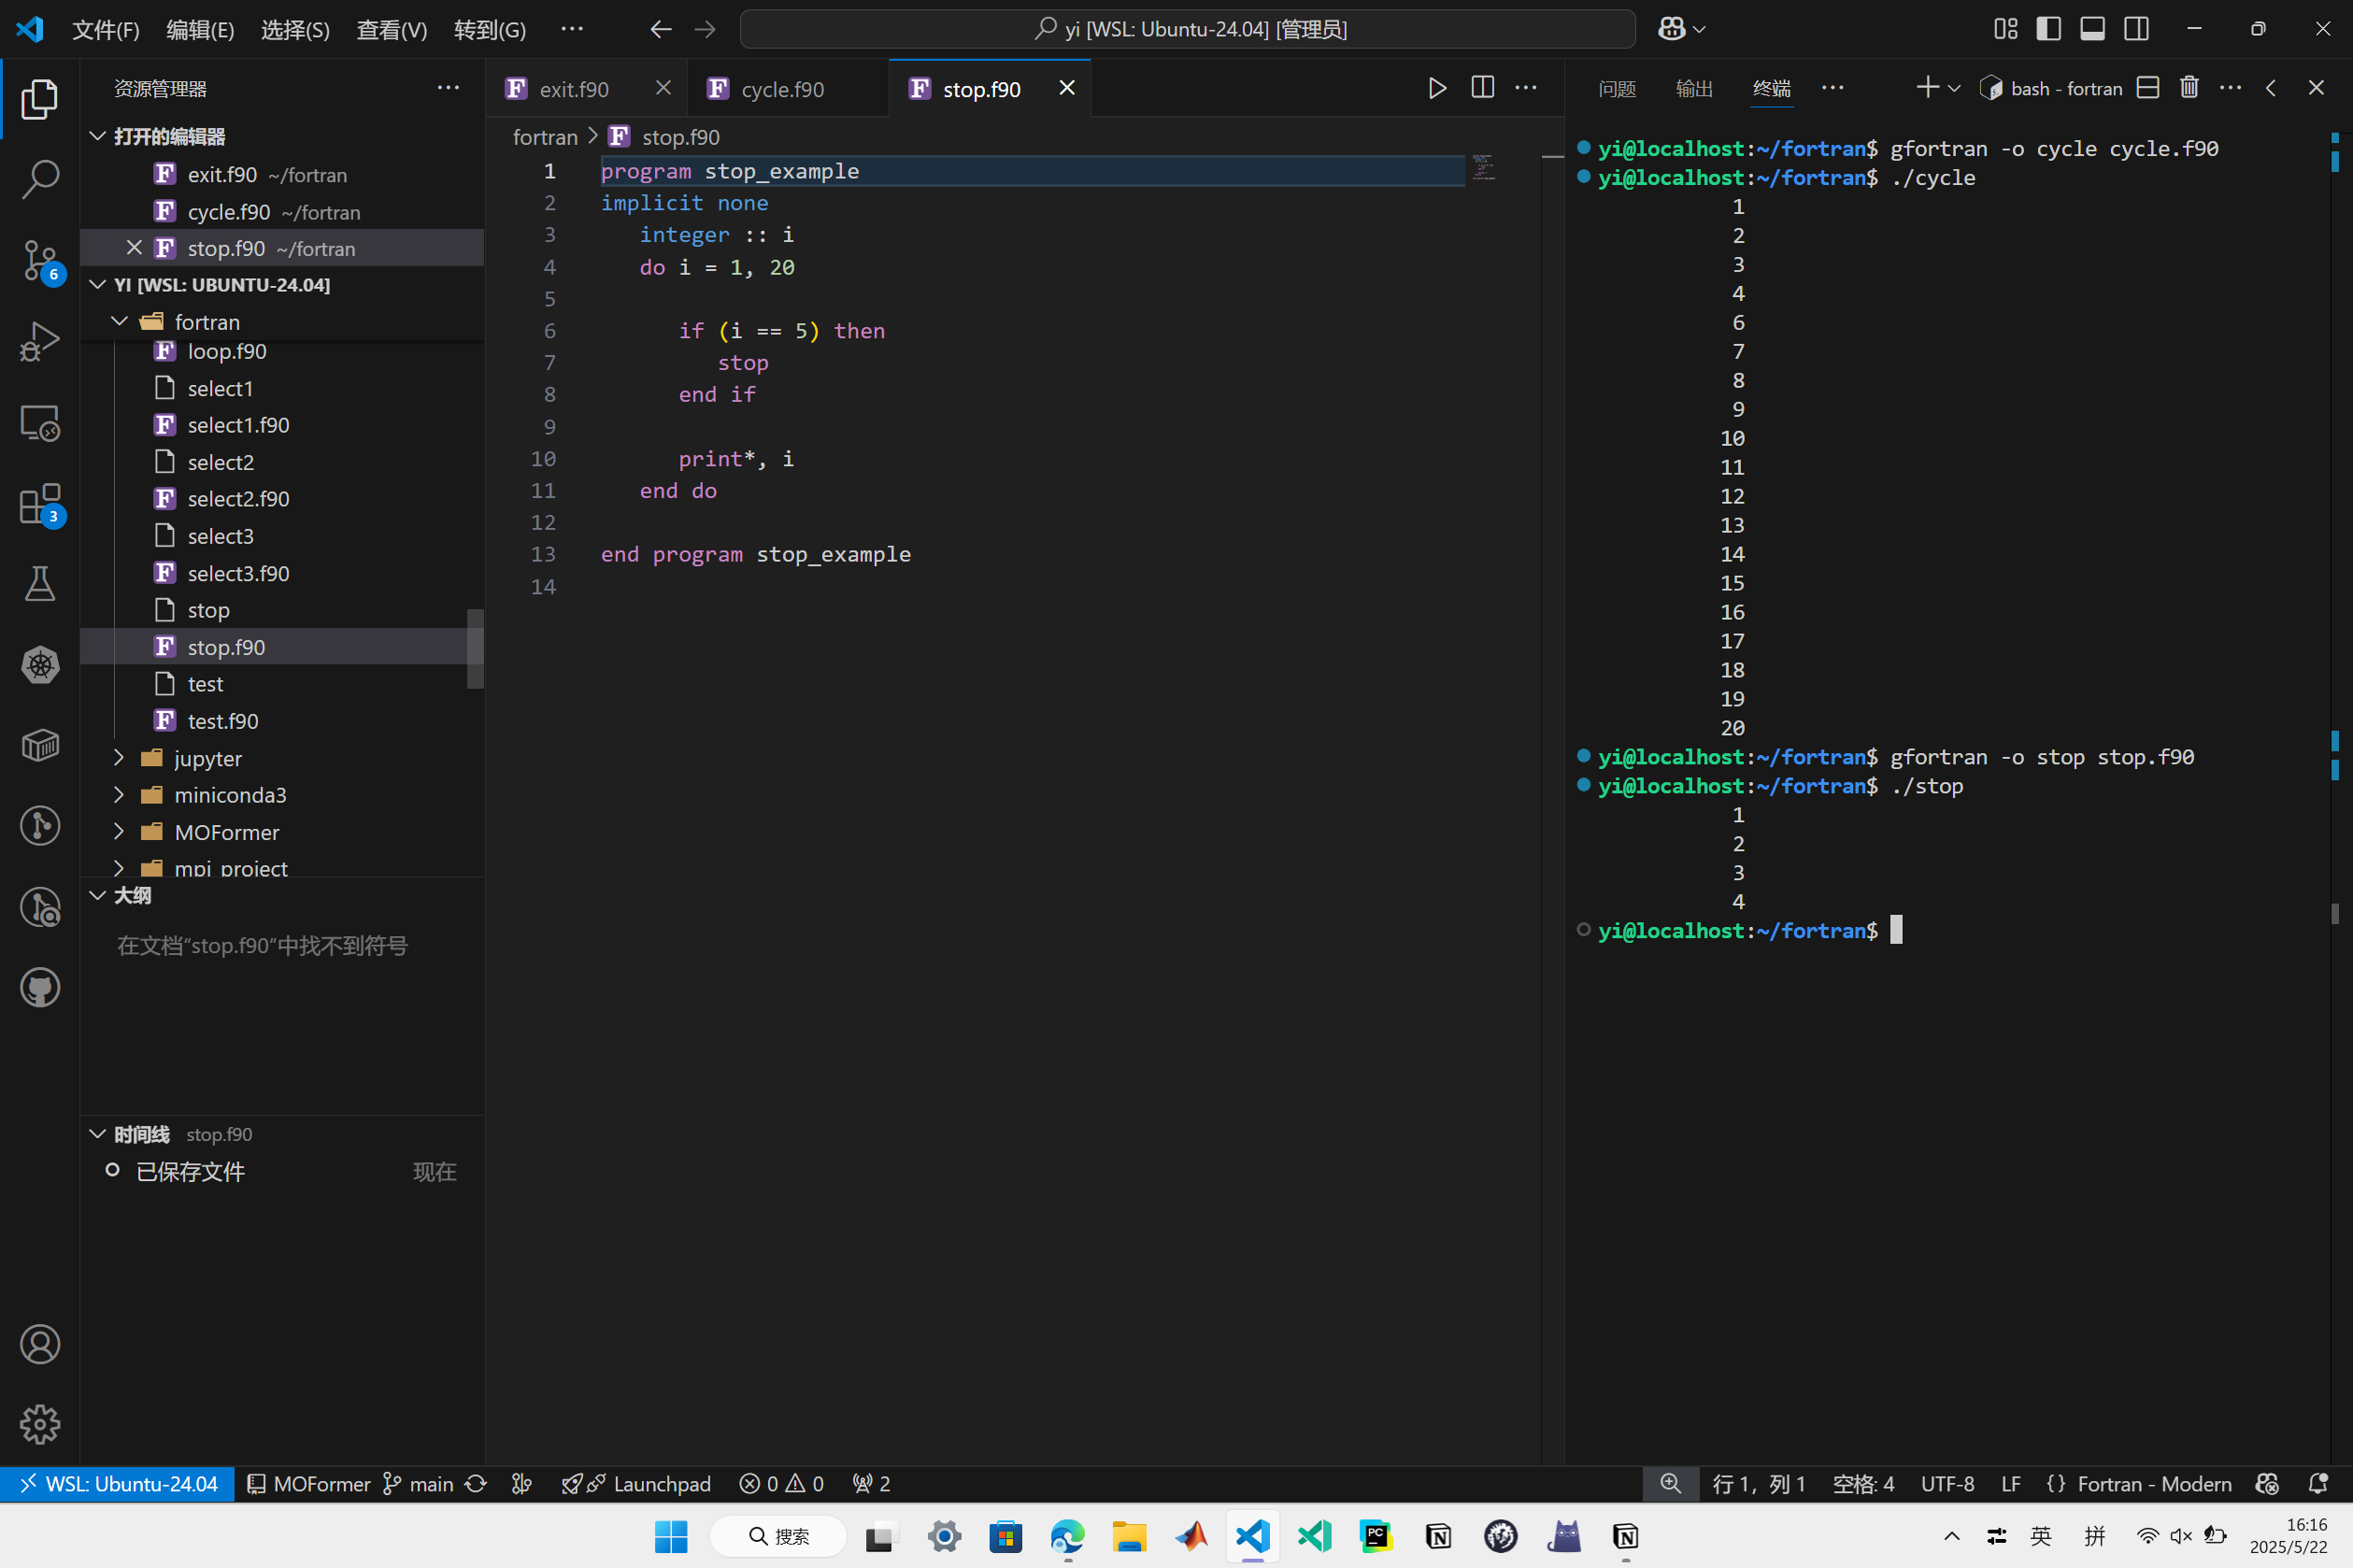 文件(F) 编辑(E) 选择(S) 查看(V) 转到(G) ··· yi [WSL: Ubuntu-24.04] [管理员]
资源管理器
打开的编辑器
exit.f90 ~/fortran
cycle.f90 ~/fortran
stop.f90 ~/fortran
YI [WSL: UBUNTU-24.04]
fortran
loop.f90
select1
select1.f90
select2
select2.f90
select3
select3.f90
stop
stop.f90
test
test.f90
jupyter
miniconda3
MOFormer
mpi_project
大纲
在文档“stop.f90”中找不到符号
时间线 stop.f90
已保存文件 现在
6
3
exit.f90 cycle.f90 stop.f90
fortran > stop.f90
1 program stop_example
2 implicit none
3 integer :: i
4 do i = 1, 20
5
6 if (i == 5) then
7 stop
8 end if
9
10 print*, i
11 end do
12
13 end program stop_example
14
问题 输出 终端 ··· bash - fortran
yi@localhost:~/fortran$ gfortran -o cycle cycle.f90
yi@localhost:~/fortran$ ./cycle
1
2
3
4
6
7
8
9
10
11
12
13
14
15
16
17
18
19
20
yi@localhost:~/fortran$ gfortran -o stop stop.f90
yi@localhost:~/fortran$ ./stop
1
2
3
4
yi@localhost:~/fortran$
WSL: Ubuntu-24.04 MOFormer main Launchpad 0 0 2 行 1，列 1 空格: 4 UTF-8 LF {} Fortran - Modern
搜索 PC 英 拼 16:16
2025/5/22